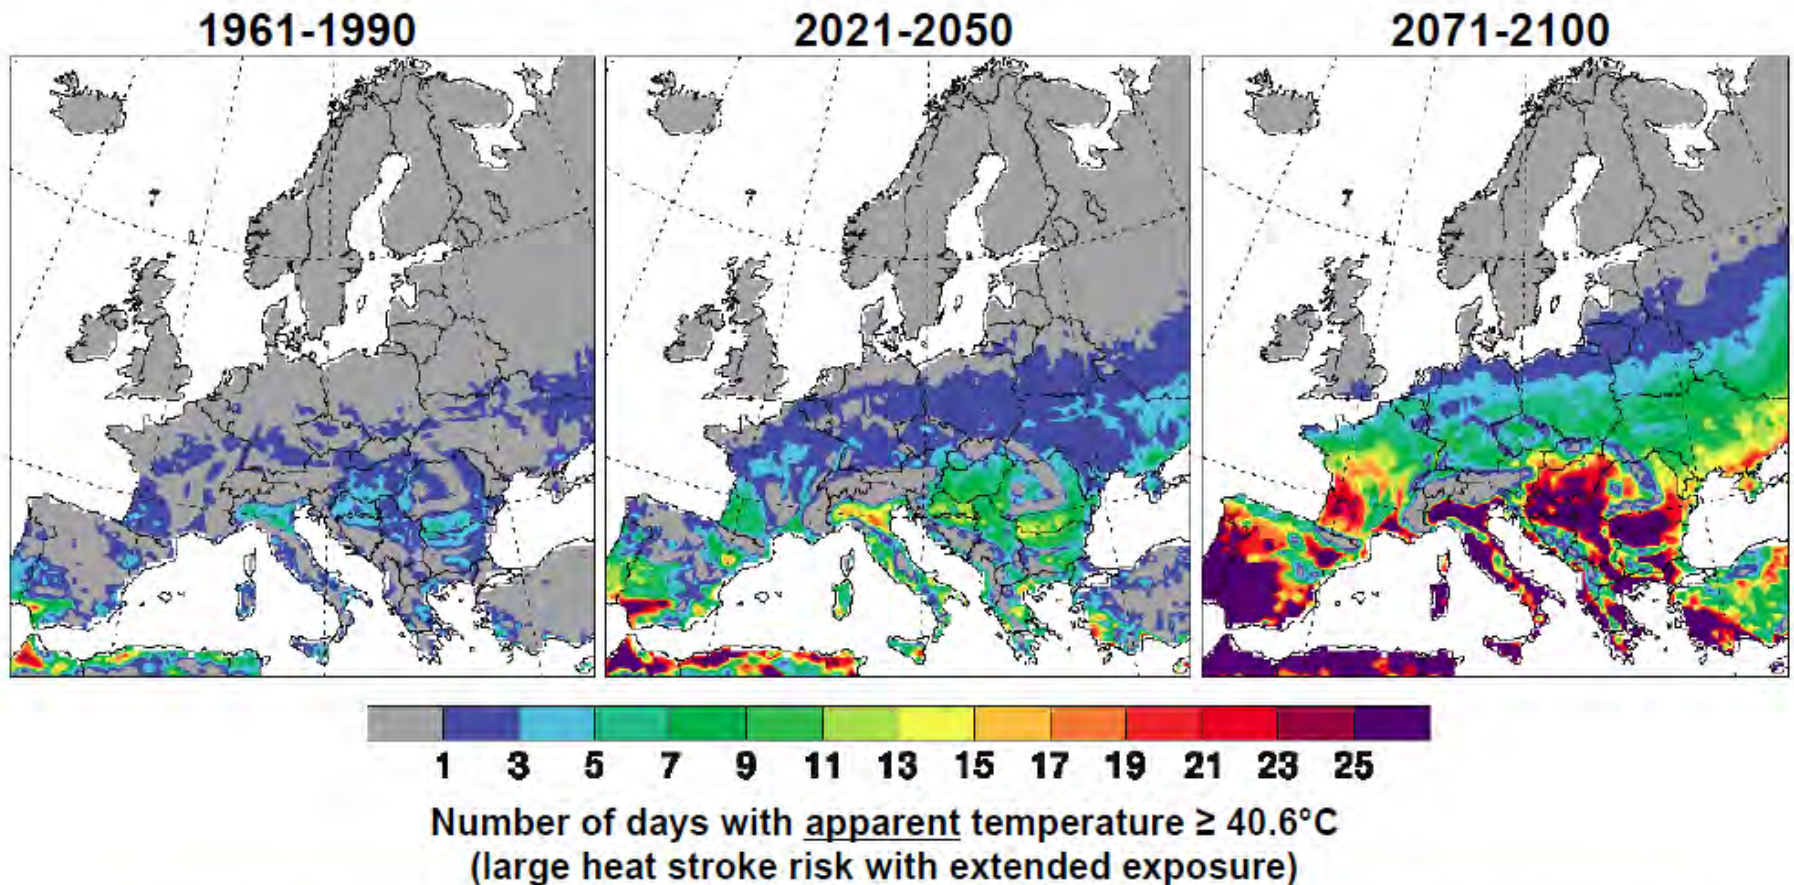 1961-1990 2021-2050 2071-2100
1 3 5 7 9 11 13 15 17 19 21 23 25
Number of days with apparent temperature ≥ 40.6°C
(large heat stroke risk with extended exposure)